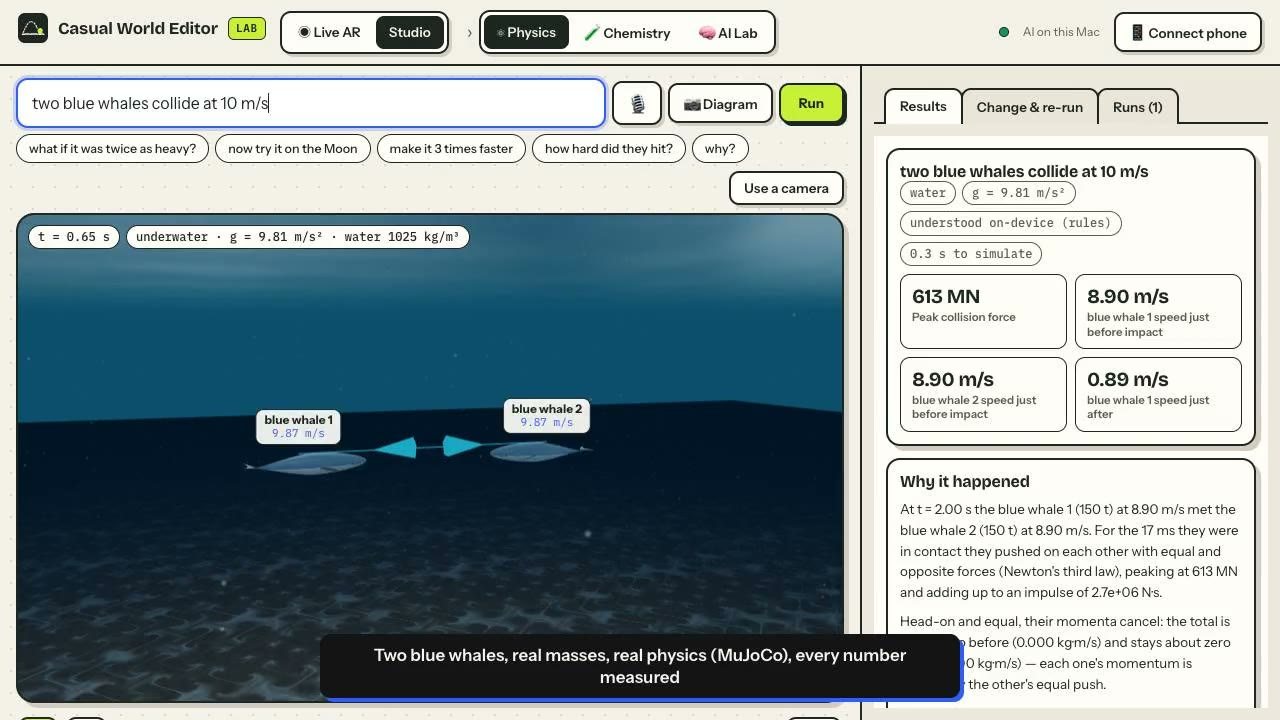 Casual World Editor
LAB
Live AR
Studio
›
Physics
Chemistry
AI Lab
AI on this Mac
Connect phone
two blue whales collide at 10 m/s
Diagram
Run
what if it was twice as heavy?
now try it on the Moon
make it 3 times faster
how hard did they hit?
why?
Use a camera
t = 0.65 s
underwater · g = 9.81 m/s² · water 1025 kg/m³
blue whale 1
9.87 m/s
blue whale 2
9.87 m/s
Two blue whales, real masses, real physics (MuJoCo), every number
measured
Results
Change & re-run
Runs (1)
two blue whales collide at 10 m/s
water
g = 9.81 m/s²
understood on-device (rules)
0.3 s to simulate
613 MN
Peak collision force
8.90 m/s
blue whale 1 speed just
before impact
8.90 m/s
blue whale 2 speed just
before impact
0.89 m/s
blue whale 1 speed just
after
Why it happened
At t = 2.00 s the blue whale 1 (150 t) at 8.90 m/s met the
blue whale 2 (150 t) at 8.90 m/s. For the 17 ms they were
in contact they pushed on each other with equal and
opposite forces (Newton's third law), peaking at 613 MN
and adding up to an impulse of 2.7e+06 N·s.
Head-on and equal, their momenta cancel: the total is
before (0.000 kg·m/s) and stays about zero
kg·m/s) — each one's momentum is
the other's equal push.